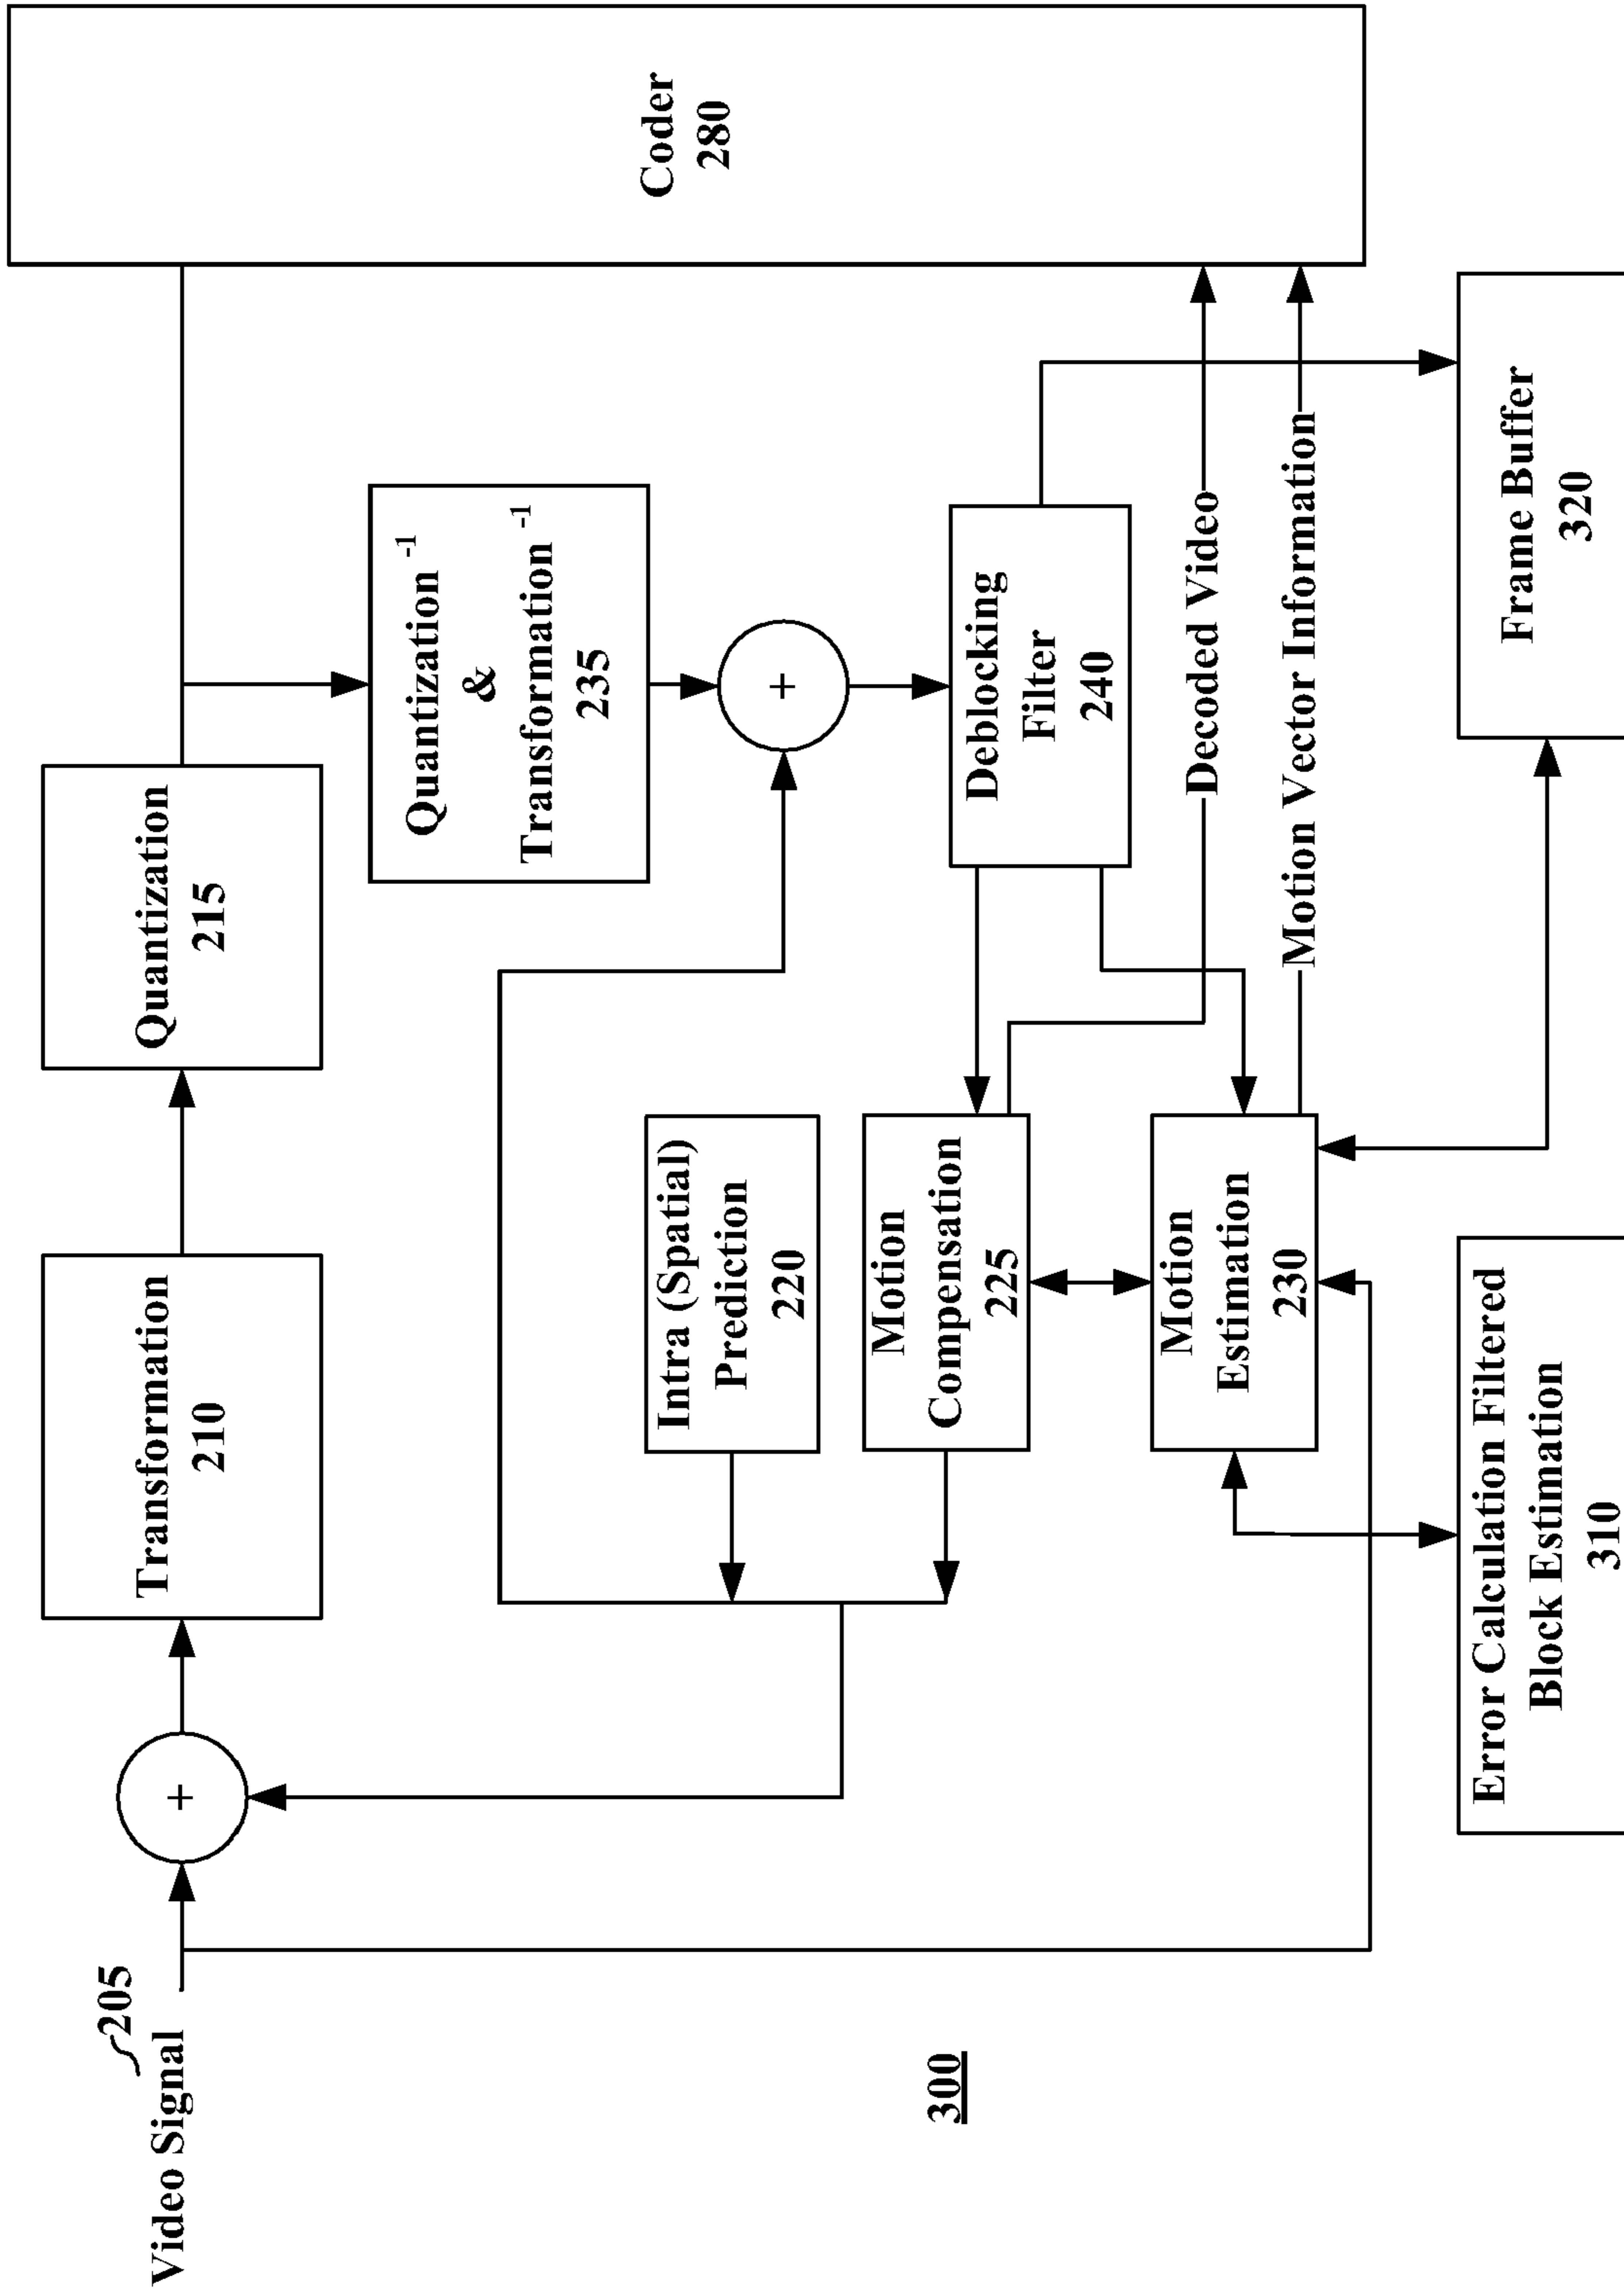 Video Signal
205
+
Transformation
210
Quantization
215
Coder
280
Quantization -1
&
Transformation -1
235
+
Intra (Spatial)
Prediction
220
Motion
Compensation
225
Deblocking
Filter
240
Decoded Video
Motion Vector Information
Motion
Estimation
230
Error Calculation Filtered
Block Estimation
310
Frame Buffer
320
300